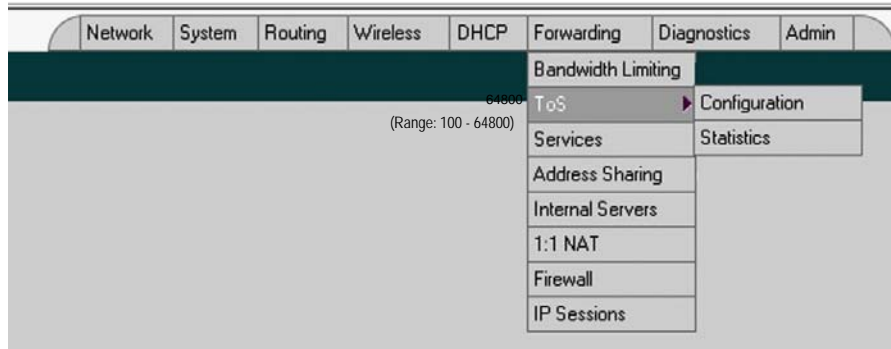 Network System Routing Wireless DHCP Forwarding Diagnostics Admin
Bandwidth Limiting
64800
ToS Configuration
(Range: 100 - 64800)
Services Statistics
Address Sharing
Internal Servers
1:1 NAT
Firewall
IP Sessions